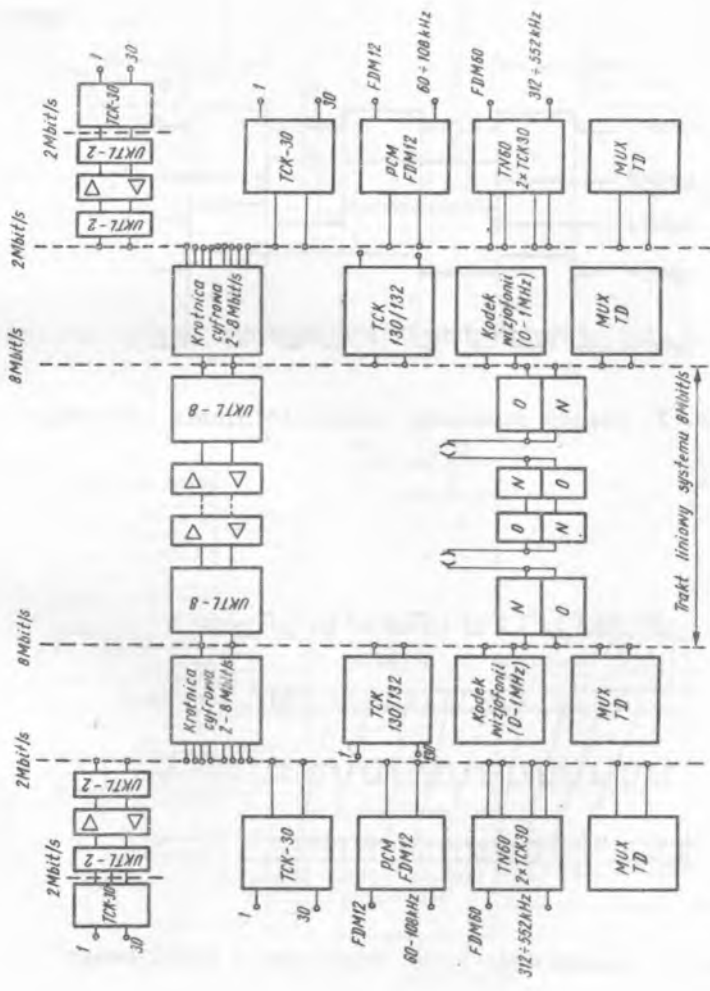 2Mbit/s
2Mbit/s
8Mbit/s
8Mbit/s
2Mbit/s
2Mbit/s
1
30
TCK-30
UKTL-2
UKTL-2
UKTL-2
UKTL-2
TCK-30
1
30
Krotnica
cyfrowa
2-8Mbit/s
UKTL-8
UKTL-8
Krotnica
cyfrowa
2-8Mbit/s
1
30
TCK-30
TCK-30
1
30
FDM12
60-108kHz
PCM
FDM12
1
TCK
130/132
TCK
130/132
PCM
FDM12
FDM12
60÷108kHz
FDM60
312÷552kHz
TN60
2xTCK30
Kodek
wizjofonii
(0-1MHz)
N
O
O
N
N
O
O
N
Kodek
wizjofonii
(0-1MHz)
TN60
2xTCK30
FDM60
312÷552kHz
MUX
TD
MUX
TD
MUX
TD
MUX
TD
Trakt liniowy systemu 8Mbit/s